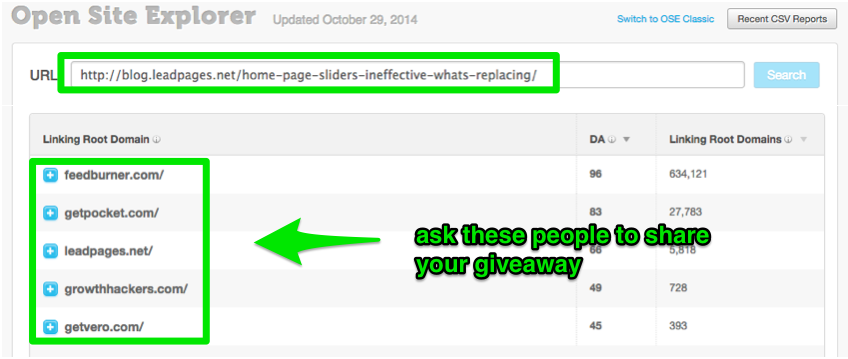 Open Site Explorer Updated October 29, 2014 Switch to OSE Classic Recent CSV Reports
URL http://blog.leadpages.net/home-page-sliders-ineffective-whats-replacing/ Search
Linking Root Domain DA Linking Root Domains
feedburner.com/ 96 634,121
getpocket.com/ 83 27,783
ask these people to share
leadpages.net/ 66 5,818
your giveaway
growthhackers.com/ 49 728
getvero.com/ 45 393